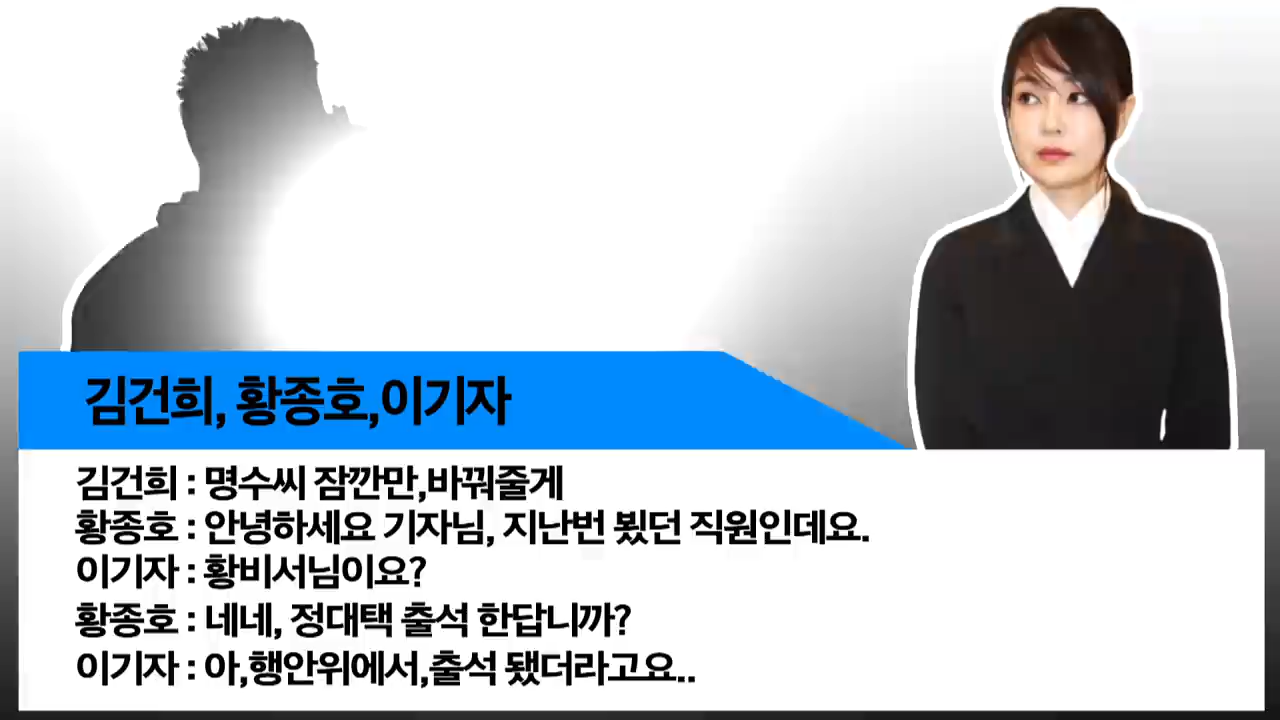 김건희, 황종호,이기자
김건희 : 명수씨 잠깐만,바꿔줄게
황종호 : 안녕하세요 기자님, 지난번 뵜던 직원인데요.
이기자 : 황비서님이요?
황종호 : 네네, 정대택 출석 한답니까?
이기자 : 아,행안위에서,출석 됐더라고요..